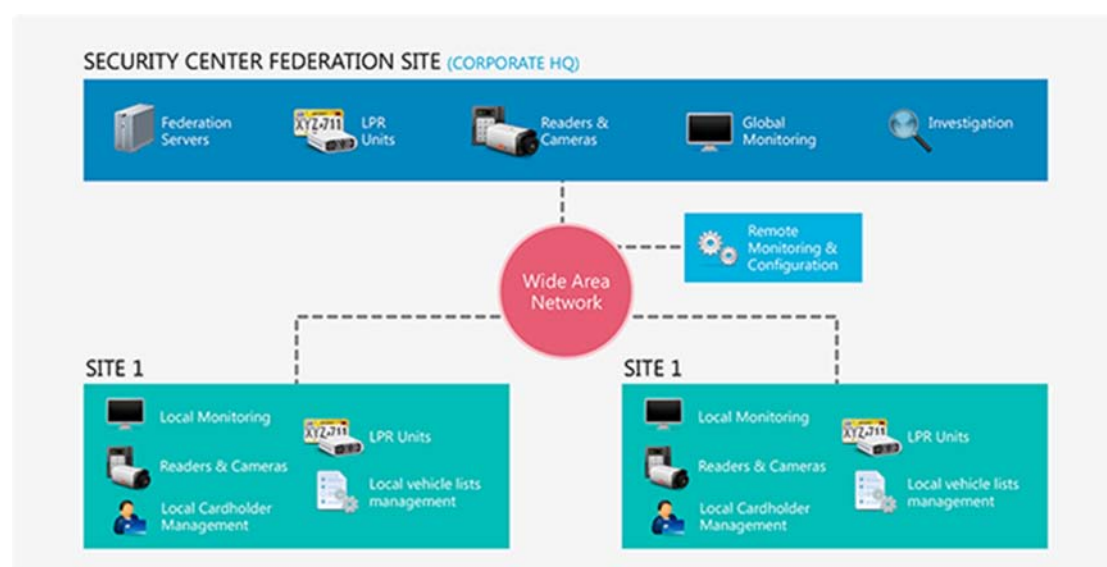 SECURITY CENTER FEDERATION SITE (CORPORATE HQ)
Federation
Servers
XYZ-711
LPR
Units
Readers &
Cameras
Global
Monitoring
Investigation
Remote
Monitoring &
Configuration
Wide Area
Network
SITE 1
Local Monitoring
Readers & Cameras
Local Cardholder
Management
XYZ-711
LPR Units
Local vehicle lists
management
SITE 1
Local Monitoring
Readers & Cameras
Local Cardholder
Management
XYZ-711
LPR Units
Local vehicle lists
management